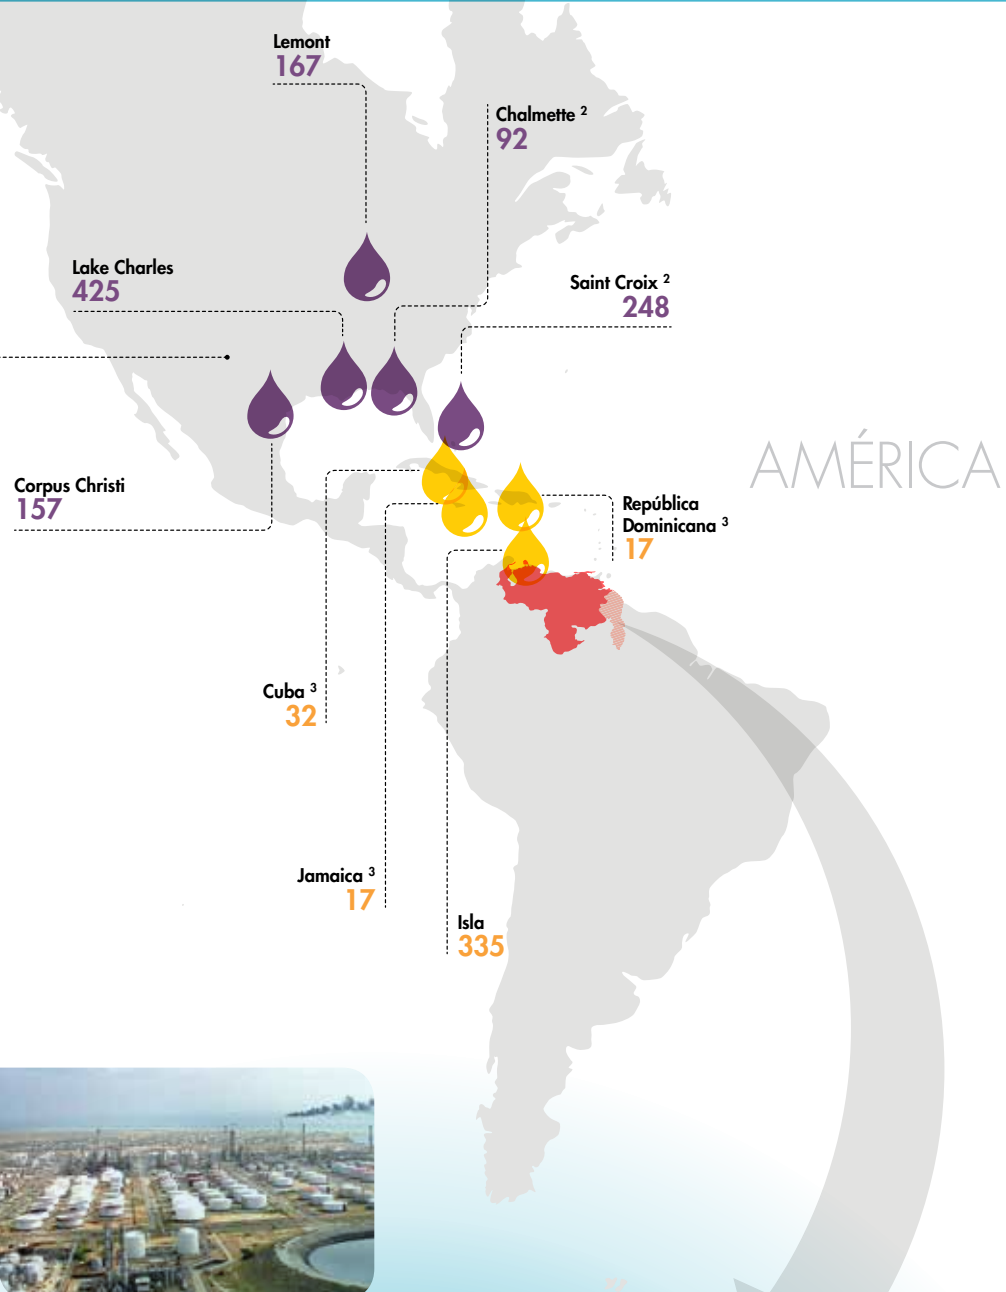 Lemont
167
Chalmette ²
92
Lake Charles
425
Saint Croix ²
248
AMÉRICA
Corpus Christi
157
República
Dominicana ³
17
Cuba ³
32
Jamaica ³
17
Isla
335